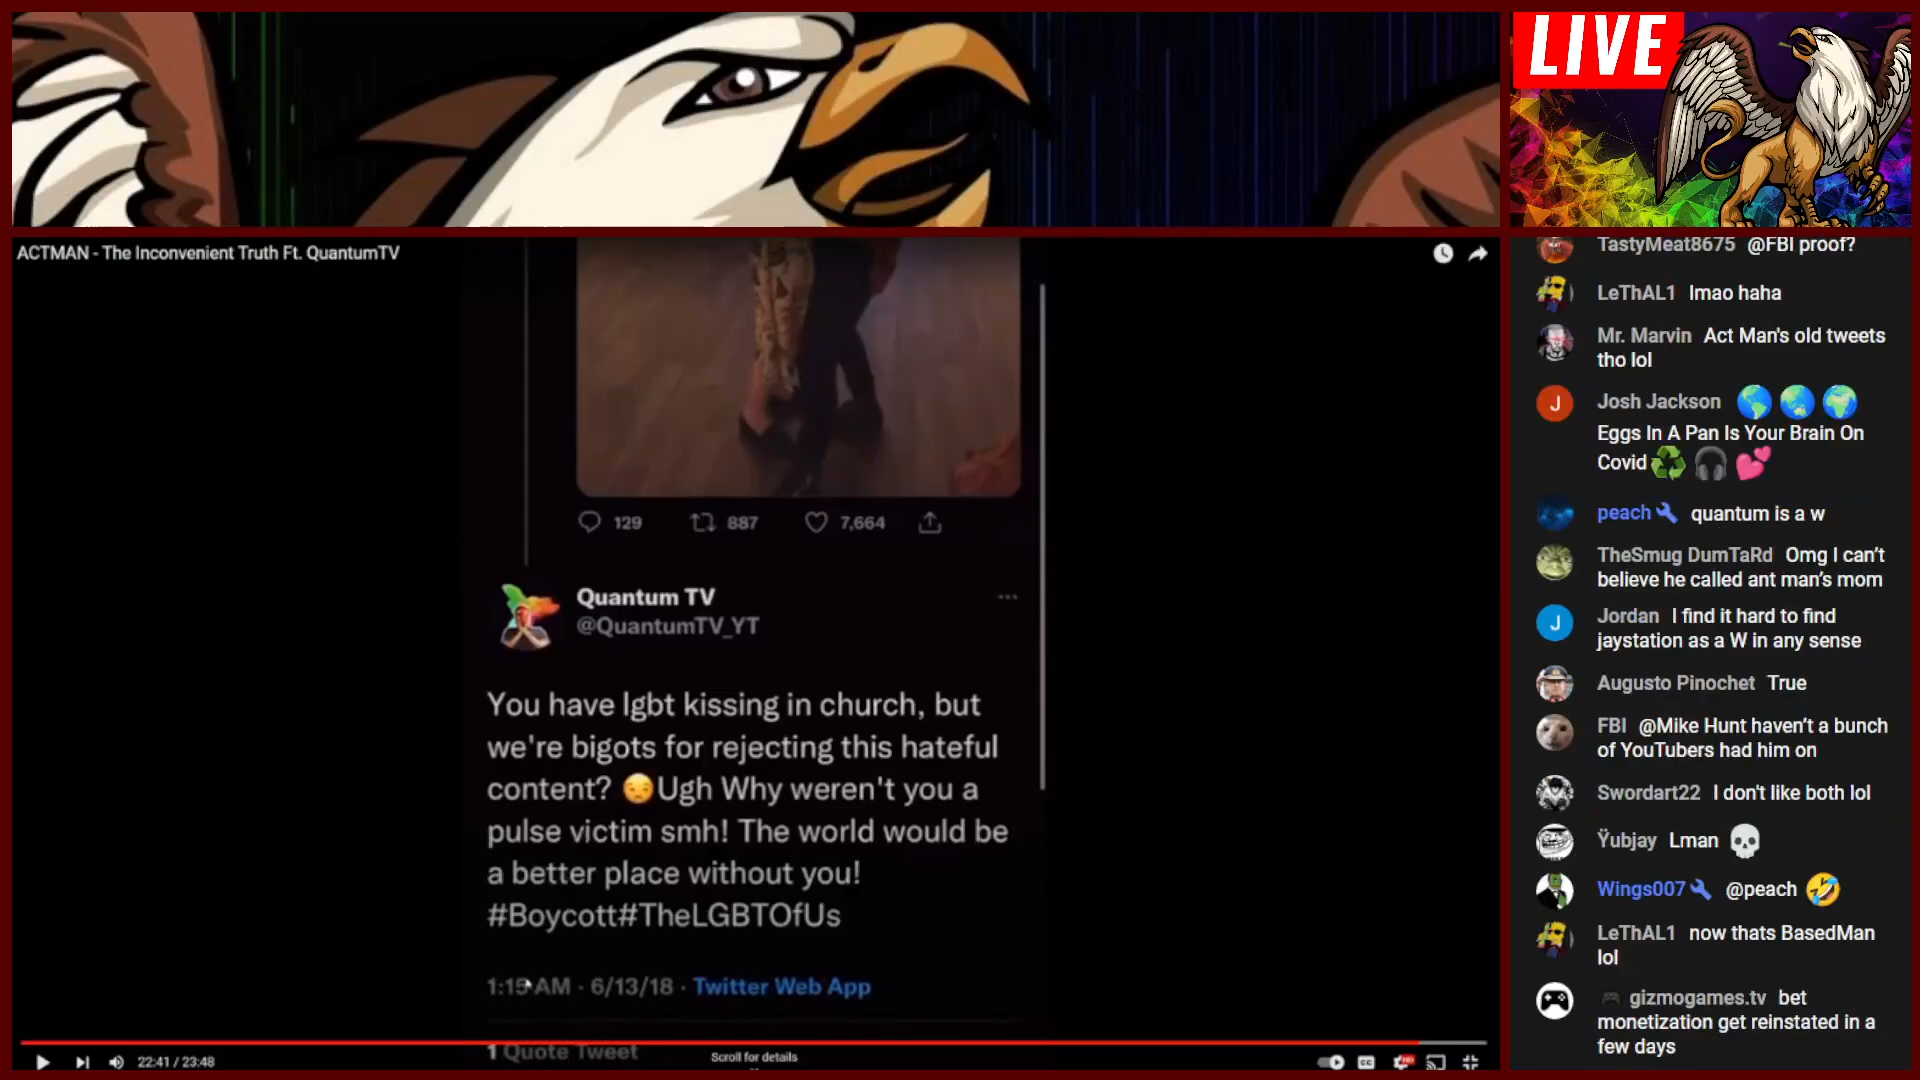 LIVE
ACTMAN - The Inconvenient Truth Ft. QuantumTV
129 887 7,664
Quantum TV
@QuantumTV_YT
You have lgbt kissing in church, but
we're bigots for rejecting this hateful
content? 😔Ugh Why weren't you a
pulse victim smh! The world would be
a better place without you!
#Boycott#TheLGBTOfUs
1:15 AM · 6/13/18 · Twitter Web App
1 Quote Tweet
Scroll for details
22:41 / 23:48
CC
HD
TastyMeat8675 @FBI proof?
LeThAL1 lmao haha
Mr. Marvin Act Man's old tweets
tho lol
J
Josh Jackson 🌎🌏🌍
Eggs In A Pan Is Your Brain On
Covid♻️🎧💕
peach quantum is a w
TheSmug DumTaRd Omg I can't
believe he called ant man's mom
J
Jordan I find it hard to find
jaystation as a W in any sense
Augusto Pinochet True
FBI @Mike Hunt haven't a bunch
of YouTubers had him on
Swordart22 I don't like both lol
Ÿubjay Lman 💀
Wings007 @peach 🤣
LeThAL1 now thats BasedMan
lol
🎮 gizmogames.tv bet
monetization get reinstated in a
few days